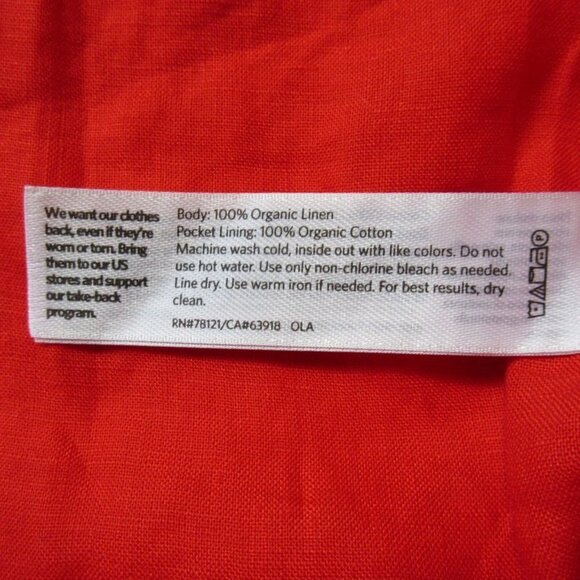 We want our clothes
back, even if they're
worn or torn. Bring
them to our US
stores and support
our take-back
program.
Body: 100% Organic Linen
Pocket Lining: 100% Organic Cotton
Machine wash cold, inside out with like colors. Do not
use hot water. Use only non-chlorine bleach as needed.
Line dry. Use warm iron if needed. For best results, dry
clean.
RN#78121/CA#63918 OLA